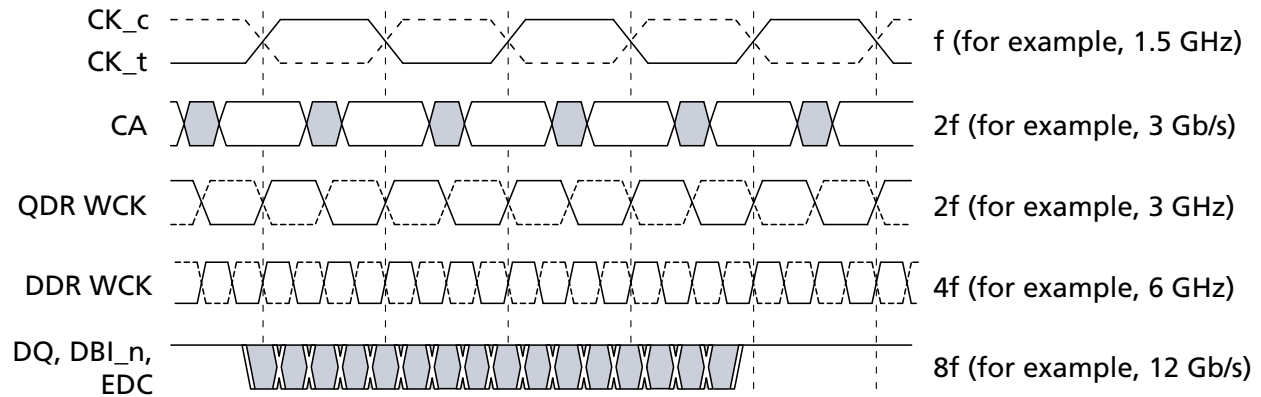 CK_c
CK_t
f (for example, 1.5 GHz)
CA
2f (for example, 3 Gb/s)
QDR WCK
2f (for example, 3 GHz)
DDR WCK
4f (for example, 6 GHz)
DQ, DBI_n,
EDC
8f (for example, 12 Gb/s)